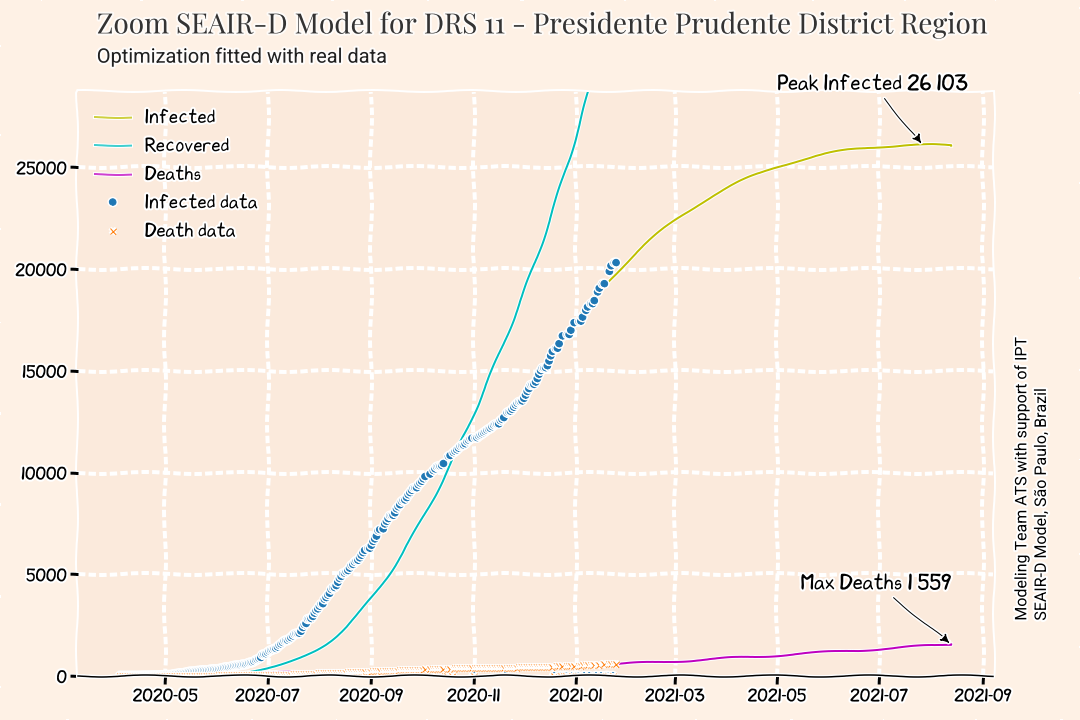 Zoom SEAIR-D Model for DRS 11 - Presidente Prudente District Region
Optimization fitted with real data
Peak Infected 26 103
Infected
Recovered
Deaths
Infected data
Death data
25000
20000
15000
10000
5000
0
Max Deaths 1 559
2020-05
2020-07
2020-09
2020-11
2021-01
2021-03
2021-05
2021-07
2021-09
Modeling Team ATS with support of IPT
SEAIR-D Model, São Paulo, Brazil